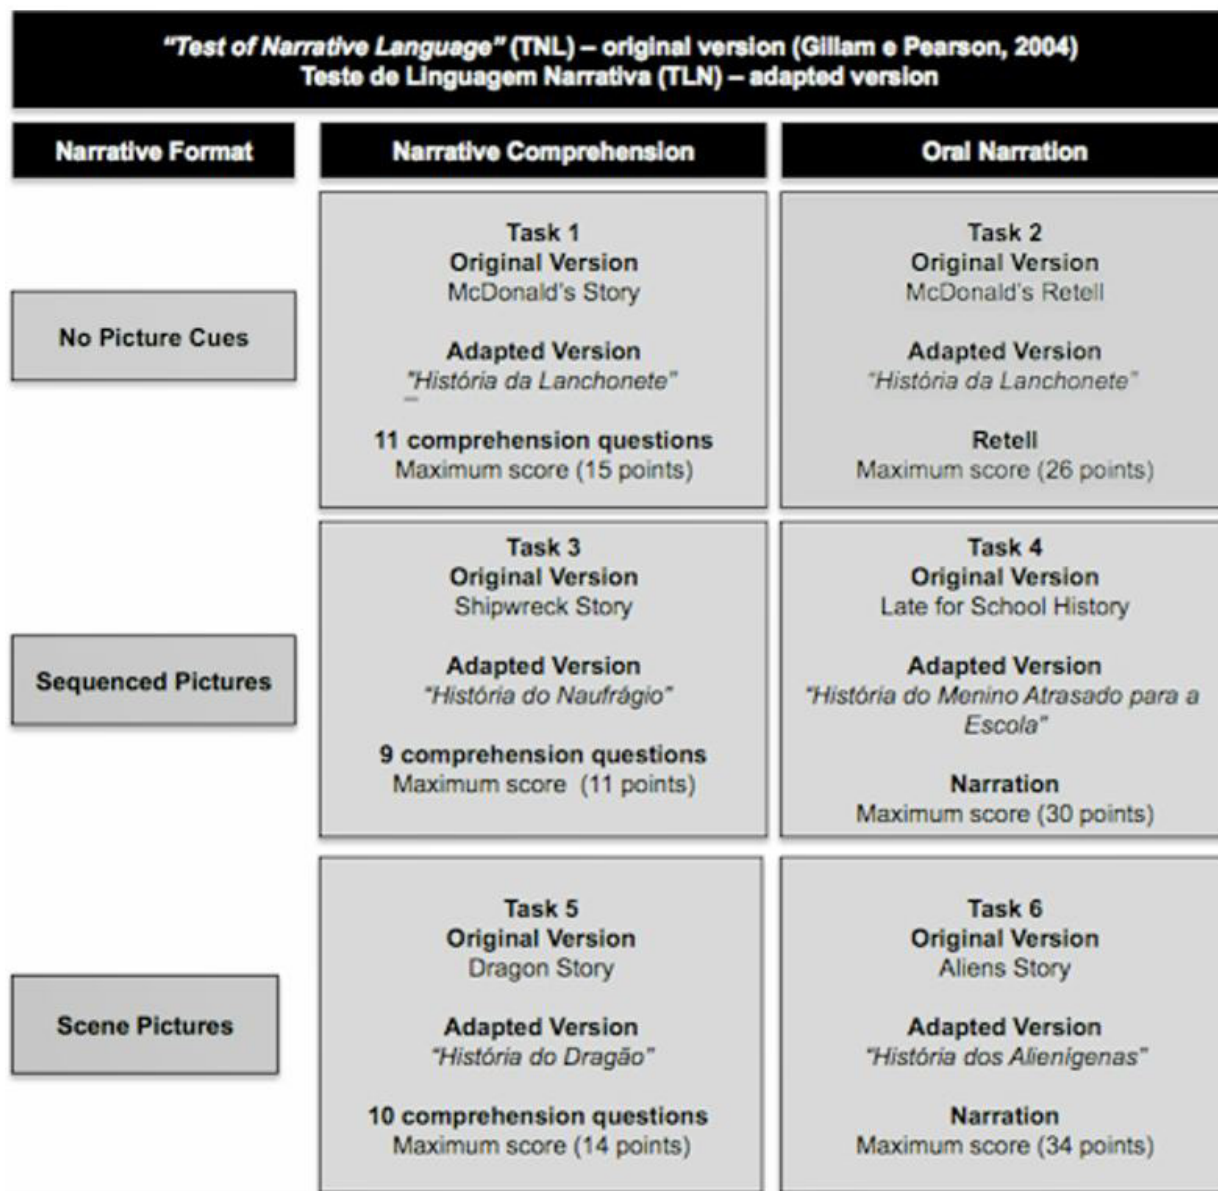 “Test of Narrative Language” (TNL) – original version (Gillam e Pearson, 2004)
Teste de Linguagem Narrativa (TLN) – adapted version
Narrative Format
Narrative Comprehension
Oral Narration
No Picture Cues
Task 1
Original Version
McDonald's Story
Adapted Version
"História da Lanchonete”
11 comprehension questions
Maximum score (15 points)
Task 2
Original Version
McDonald's Retell
Adapted Version
“História da Lanchonete”
Retell
Maximum score (26 points)
Sequenced Pictures
Task 3
Original Version
Shipwreck Story
Adapted Version
“História do Naufrágio”
9 comprehension questions
Maximum score (11 points)
Task 4
Original Version
Late for School History
Adapted Version
“História do Menino Atrasado para a
Escola”
Narration
Maximum score (30 points)
Scene Pictures
Task 5
Original Version
Dragon Story
Adapted Version
“História do Dragão”
10 comprehension questions
Maximum score (14 points)
Task 6
Original Version
Aliens Story
Adapted Version
“História dos Alienígenas”
Narration
Maximum score (34 points)